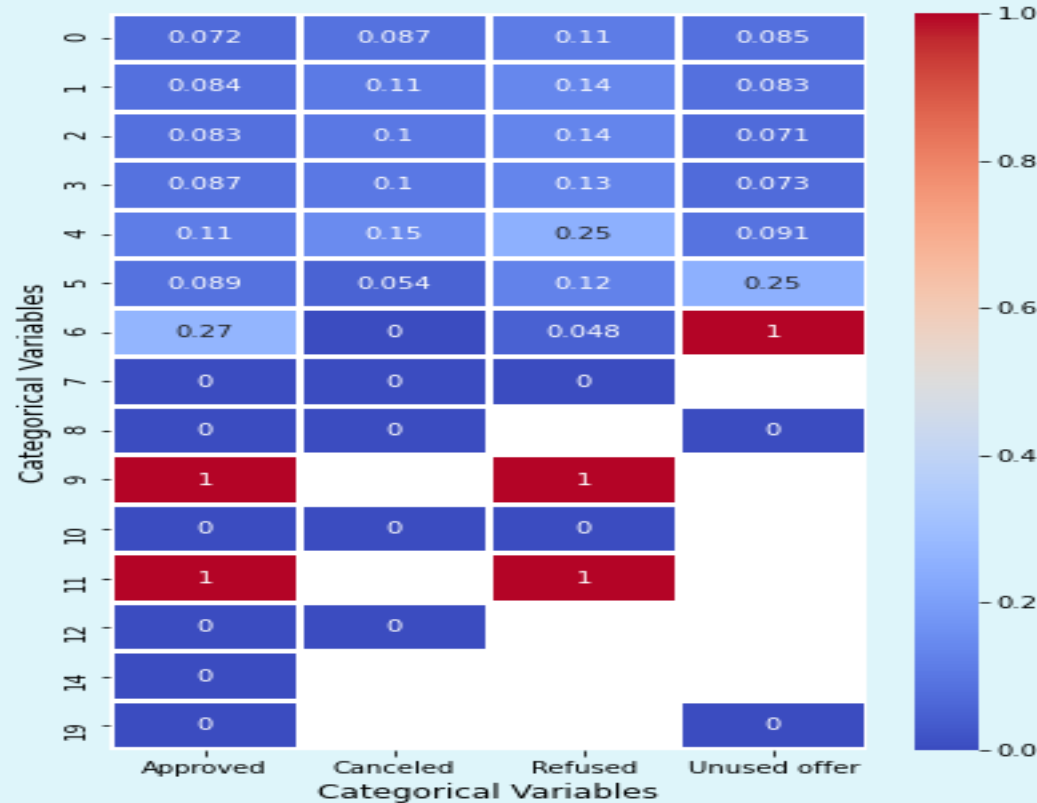 1.0
0 0.072 0.087 0.11 0.085
1 0.084 0.11 0.14 0.083
2 0.083 0.1 0.14 0.071
0.8
3 0.087 0.1 0.13 0.073
4 0.11 0.15 0.25 0.091
5 0.089 0.054 0.12 0.25
0.6
6 0.27 0 0.048 1
7 0 0 0
8 0 0 0
0.4
9 1 1
10 0 0 0
11 1 1
0.2
12 0 0
14 0
19 0 0
0.0
Categorical Variables
Approved Canceled Refused Unused offer
Categorical Variables